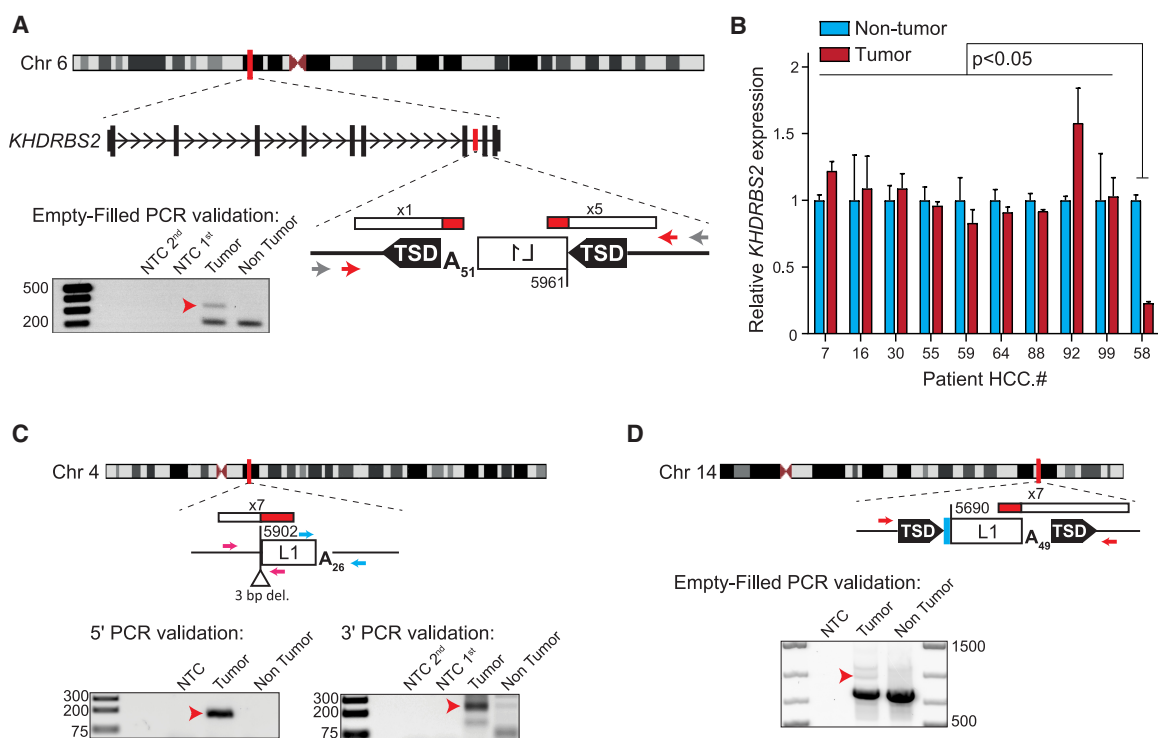 A
Chr 6
KHDRBS2
Empty-Filled PCR validation:
NTC 2nd
NTC 1st
Tumor
Non Tumor
500
200
x1
x5
TSD
A51
L1
TSD
5961
B
Non-tumor
Tumor
p<0.05
Relative KHDRBS2 expression
2
1.5
1
0.5
0
7 16 30 55 59 64 88 92 99 58
Patient HCC.#
C
Chr 4
x7
5902
L1
A26
3 bp del.
5' PCR validation:
NTC
Tumor
Non Tumor
300
200
75
3' PCR validation:
NTC 2nd
NTC 1st
Tumor
Non Tumor
300
200
75
D
Chr 14
x7
5690
TSD
L1
A49
TSD
Empty-Filled PCR validation:
NTC
Tumor
Non Tumor
1500
500